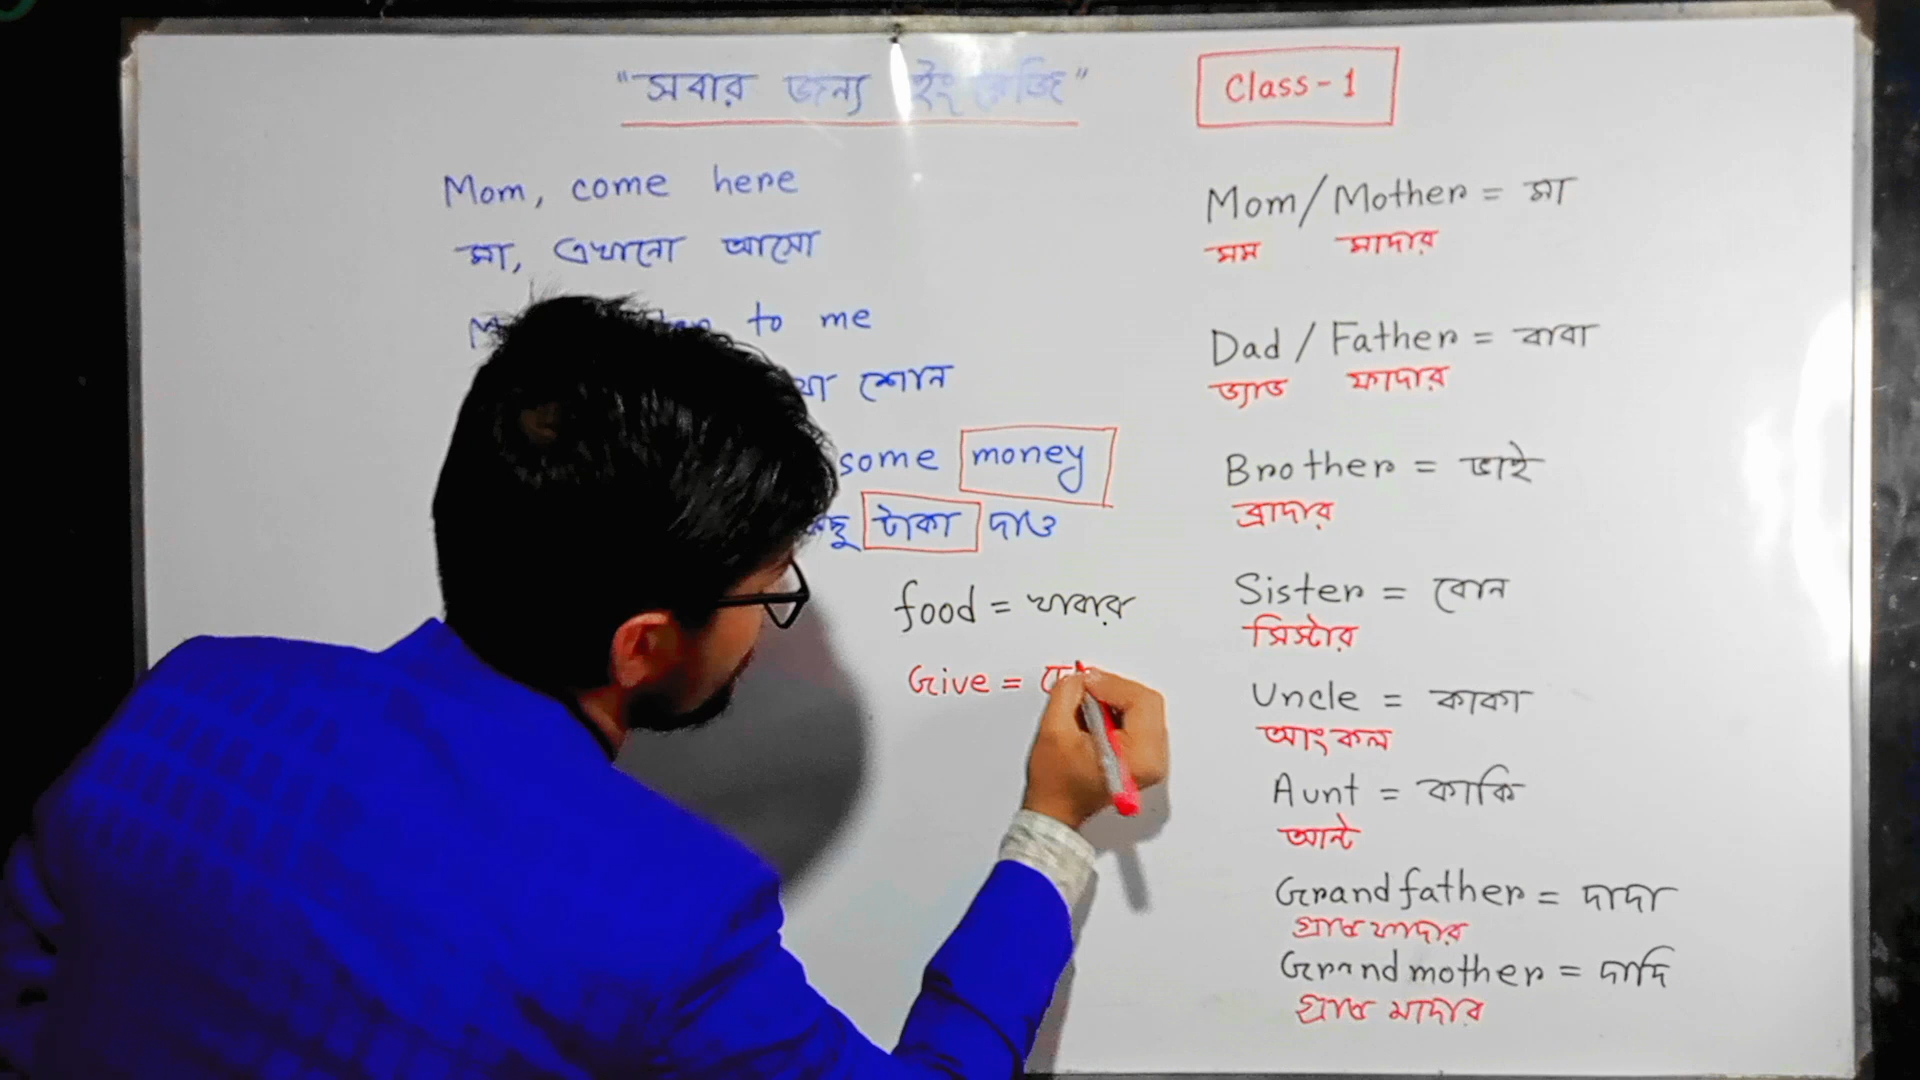 "সবার জন্য ইংরেজি"
Class-1
Mom, come here
মা, এখানো আসো
to me
শোন
some money
টাকা দাও
food = খাবার
Give =
Mom/Mother = মা
মম মাদার
Dad / Father = বাবা
ড্যাড ফাদার
Brother = ভাই
ব্রাদার
Sister = বোন
সিস্টার
Uncle = কাকা
আংকল
Aunt = কাকি
আন্ট
Grandfather = দাদা
গ্রান্ড ফাদার
Grandmother = দাদি
গ্রান্ড মাদার